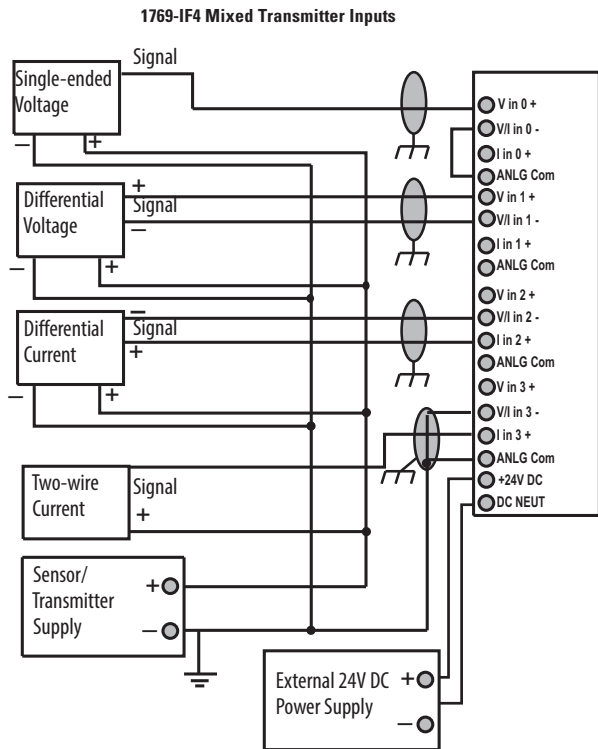 1769-IF4 Mixed Transmitter Inputs
Signal
Single-ended
Voltage
− +
+
Differential
Voltage
Signal
−
− +
−
Differential
Current
Signal
+
− +
Two-wire
Current
Signal
+
Sensor/
Transmitter
Supply
+
−
External 24V DC
Power Supply
+
−
V in 0 +
V/I in 0 -
I in 0 +
ANLG Com
V in 1 +
V/I in 1 -
I in 1 +
ANLG Com
V in 2 +
V/I in 2 -
I in 2 +
ANLG Com
V in 3 +
V/I in 3 -
I in 3 +
ANLG Com
+24V DC
DC NEUT